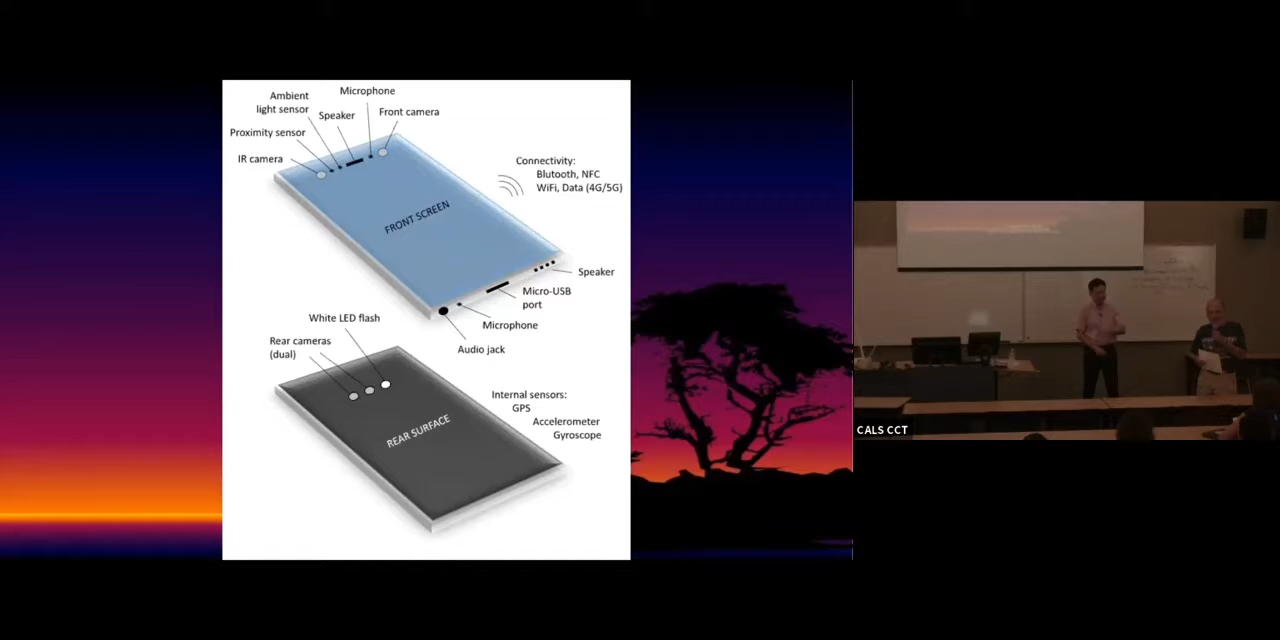 Ambient
light sensor
Microphone
Speaker
Front camera
Proximity sensor
IR camera
Connectivity:
Blutooth, NFC
WiFi, Data (4G/5G)
FRONT SCREEN
Speaker
Micro-USB
port
Microphone
Audio jack
White LED flash
Rear cameras
(dual)
Internal sensors:
GPS
Accelerometer
Gyroscope
REAR SURFACE
CALS CCT